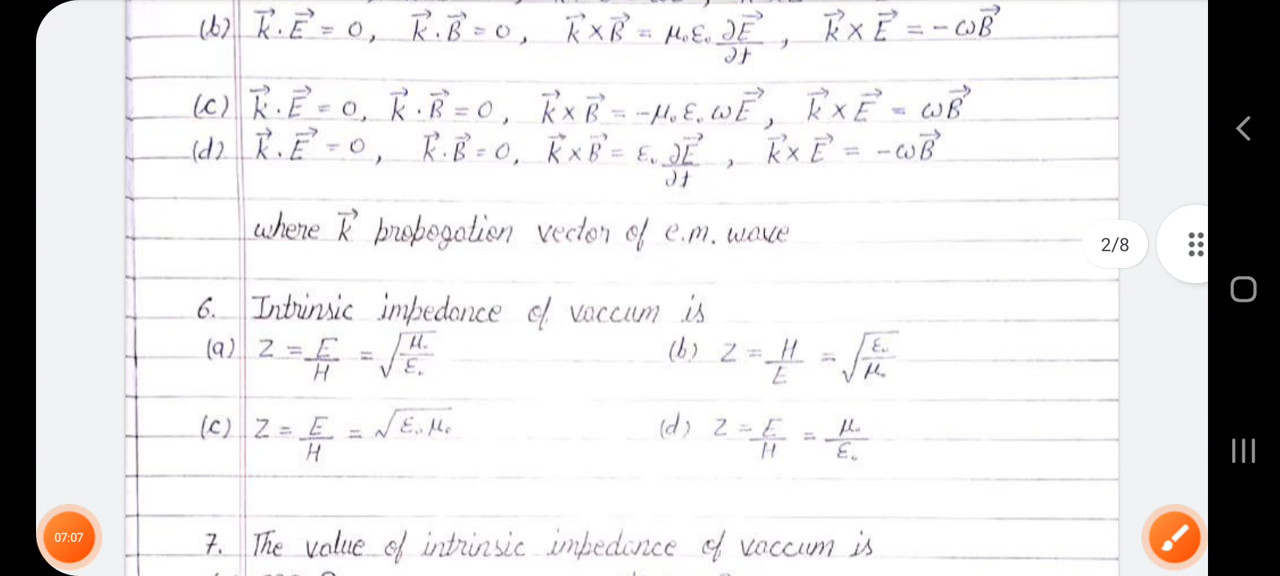 (b) k⃗·E⃗ = 0, k⃗·B⃗ = 0, k⃗×B⃗ = μ₀ε₀ ∂E⃗/∂t, k⃗×E⃗ = -ωB⃗
(c) k⃗·E⃗ = 0, k⃗·B⃗ = 0, k⃗×B⃗ = -μ₀ε₀ωE⃗, k⃗×E⃗ = ωB⃗
(d) k⃗·E⃗ = 0, k⃗·B⃗ = 0, k⃗×B⃗ = ε₀ ∂E⃗/∂t, k⃗×E⃗ = -ωB⃗
where k⃗ propogation vector of e.m. wave
2/8
6. Intrinsic impedance of vaccum is
(a) Z = E/H = √(μ₀/ε₀) (b) Z = H/E = √(ε₀/μ₀)
(c) Z = E/H = √(ε₀μ₀) (d) Z = E/H = μ₀/ε₀
07:07
7. The value of intrinsic impedance of vaccum is